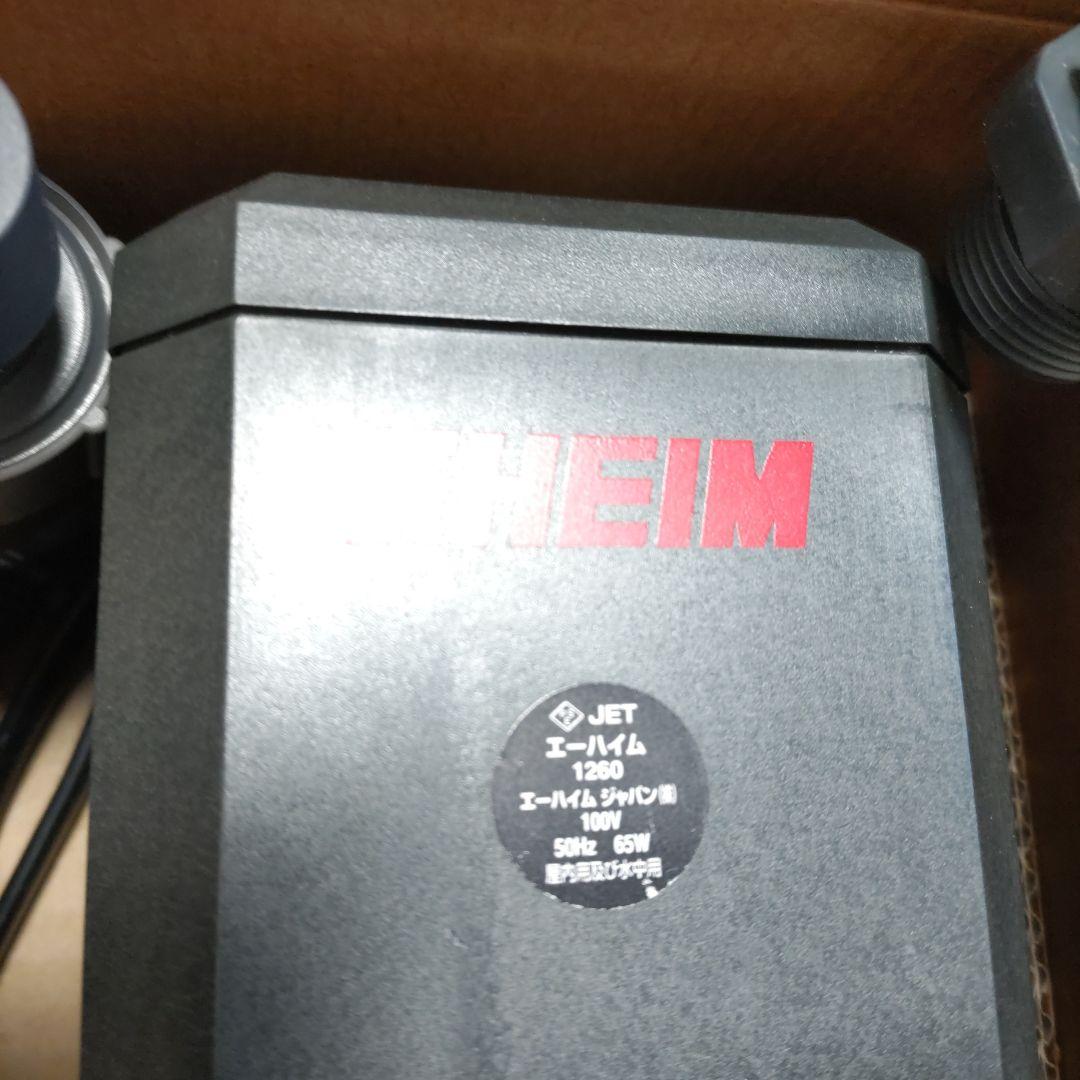 HEIM
JET
エーハイム
1260
エーハイム ジャパン㈱
100V
50Hz 65W
屋内用及び水中用